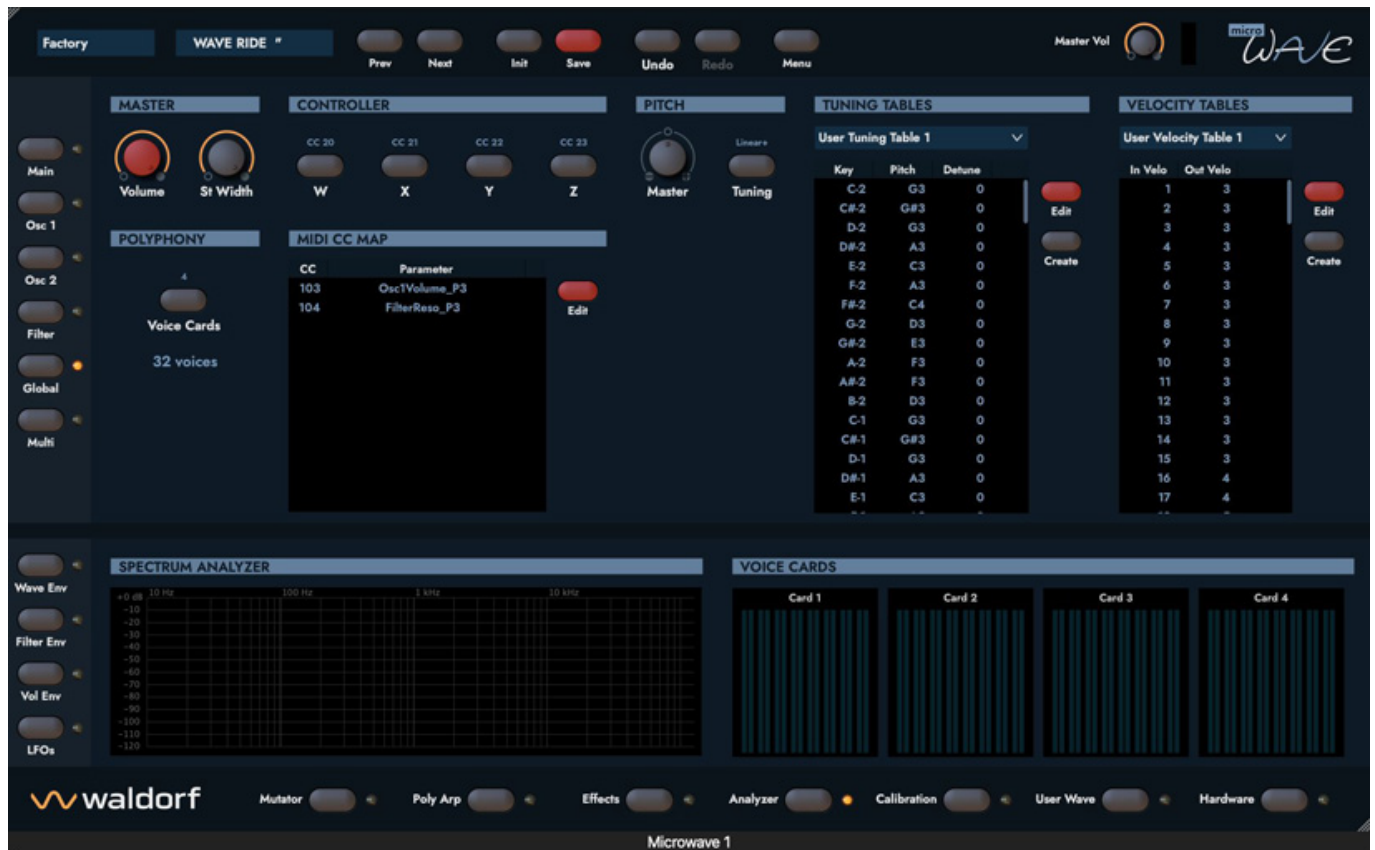 Factory
WAVE RIDE "
Prev
Next
Init
Save
Undo
Redo
Menu
Master Vol
micro
WAVE
MASTER
CONTROLLER
PITCH
TUNING TABLES
VELOCITY TABLES
Main
Osc 1
Osc 2
Filter
Global
Multi
Volume
St Width
CC 20
CC 21
CC 22
CC 23
W
X
Y
Z
Master
Linear+
Tuning
POLYPHONY
4
Voice Cards
32 voices
MIDI CC MAP
CC Parameter
103 Osc1Volume_P3
104 FilterReso_P3
Edit
User Tuning Table 1
Key Pitch Detune
C-2 G3 0
C#-2 G#3 0
D-2 G3 0
D#-2 A3 0
E-2 C3 0
F-2 A3 0
F#-2 C4 0
G-2 D3 0
G#-2 E3 0
A-2 F3 0
A#-2 F3 0
B-2 D3 0
C-1 G3 0
C#-1 G#3 0
D-1 G3 0
D#-1 A3 0
E-1 C3 0
Edit
Create
User Velocity Table 1
In Velo Out Velo
1 3
2 3
3 3
4 3
5 3
6 3
7 3
8 3
9 3
10 3
11 3
12 3
13 3
14 3
15 3
16 4
17 4
Edit
Create
Wave Env
Filter Env
Vol Env
LFOs
SPECTRUM ANALYZER
10 Hz
100 Hz
1 kHz
10 kHz
+0 dB
-10
-20
-30
-40
-50
-60
-70
-80
-90
-100
-110
-120
VOICE CARDS
Card 1
Card 2
Card 3
Card 4
waldorf
Mutator
Poly Arp
Effects
Analyzer
Calibration
User Wave
Hardware
Microwave 1